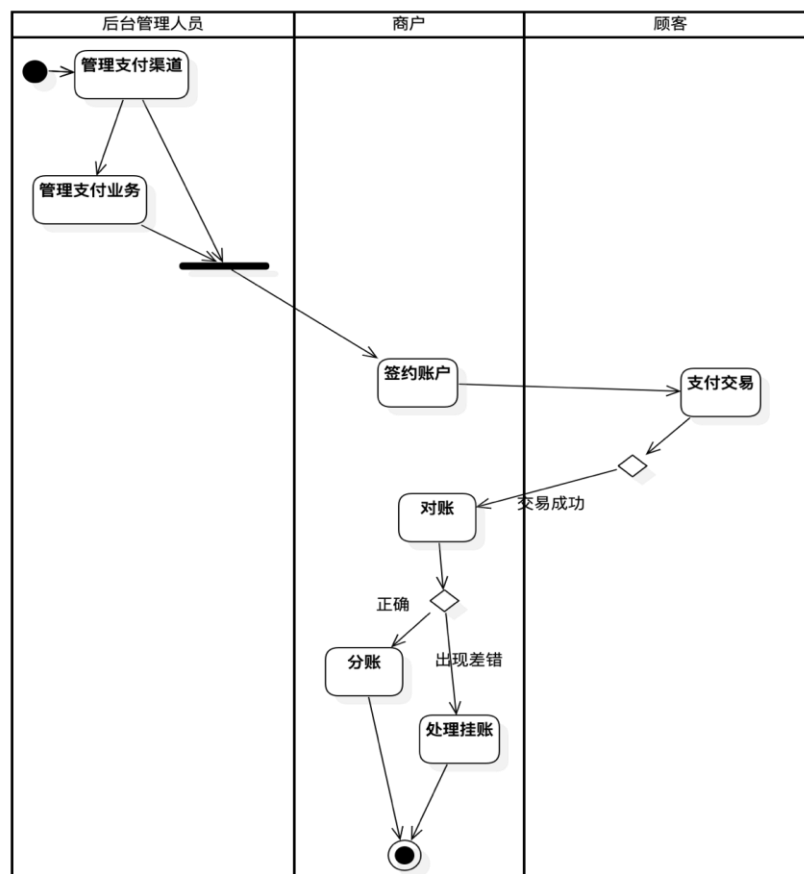 后台管理人员
商户
顾客
管理支付渠道
管理支付业务
签约账户
支付交易
交易成功
对账
正确
分账
出现差错
处理挂账